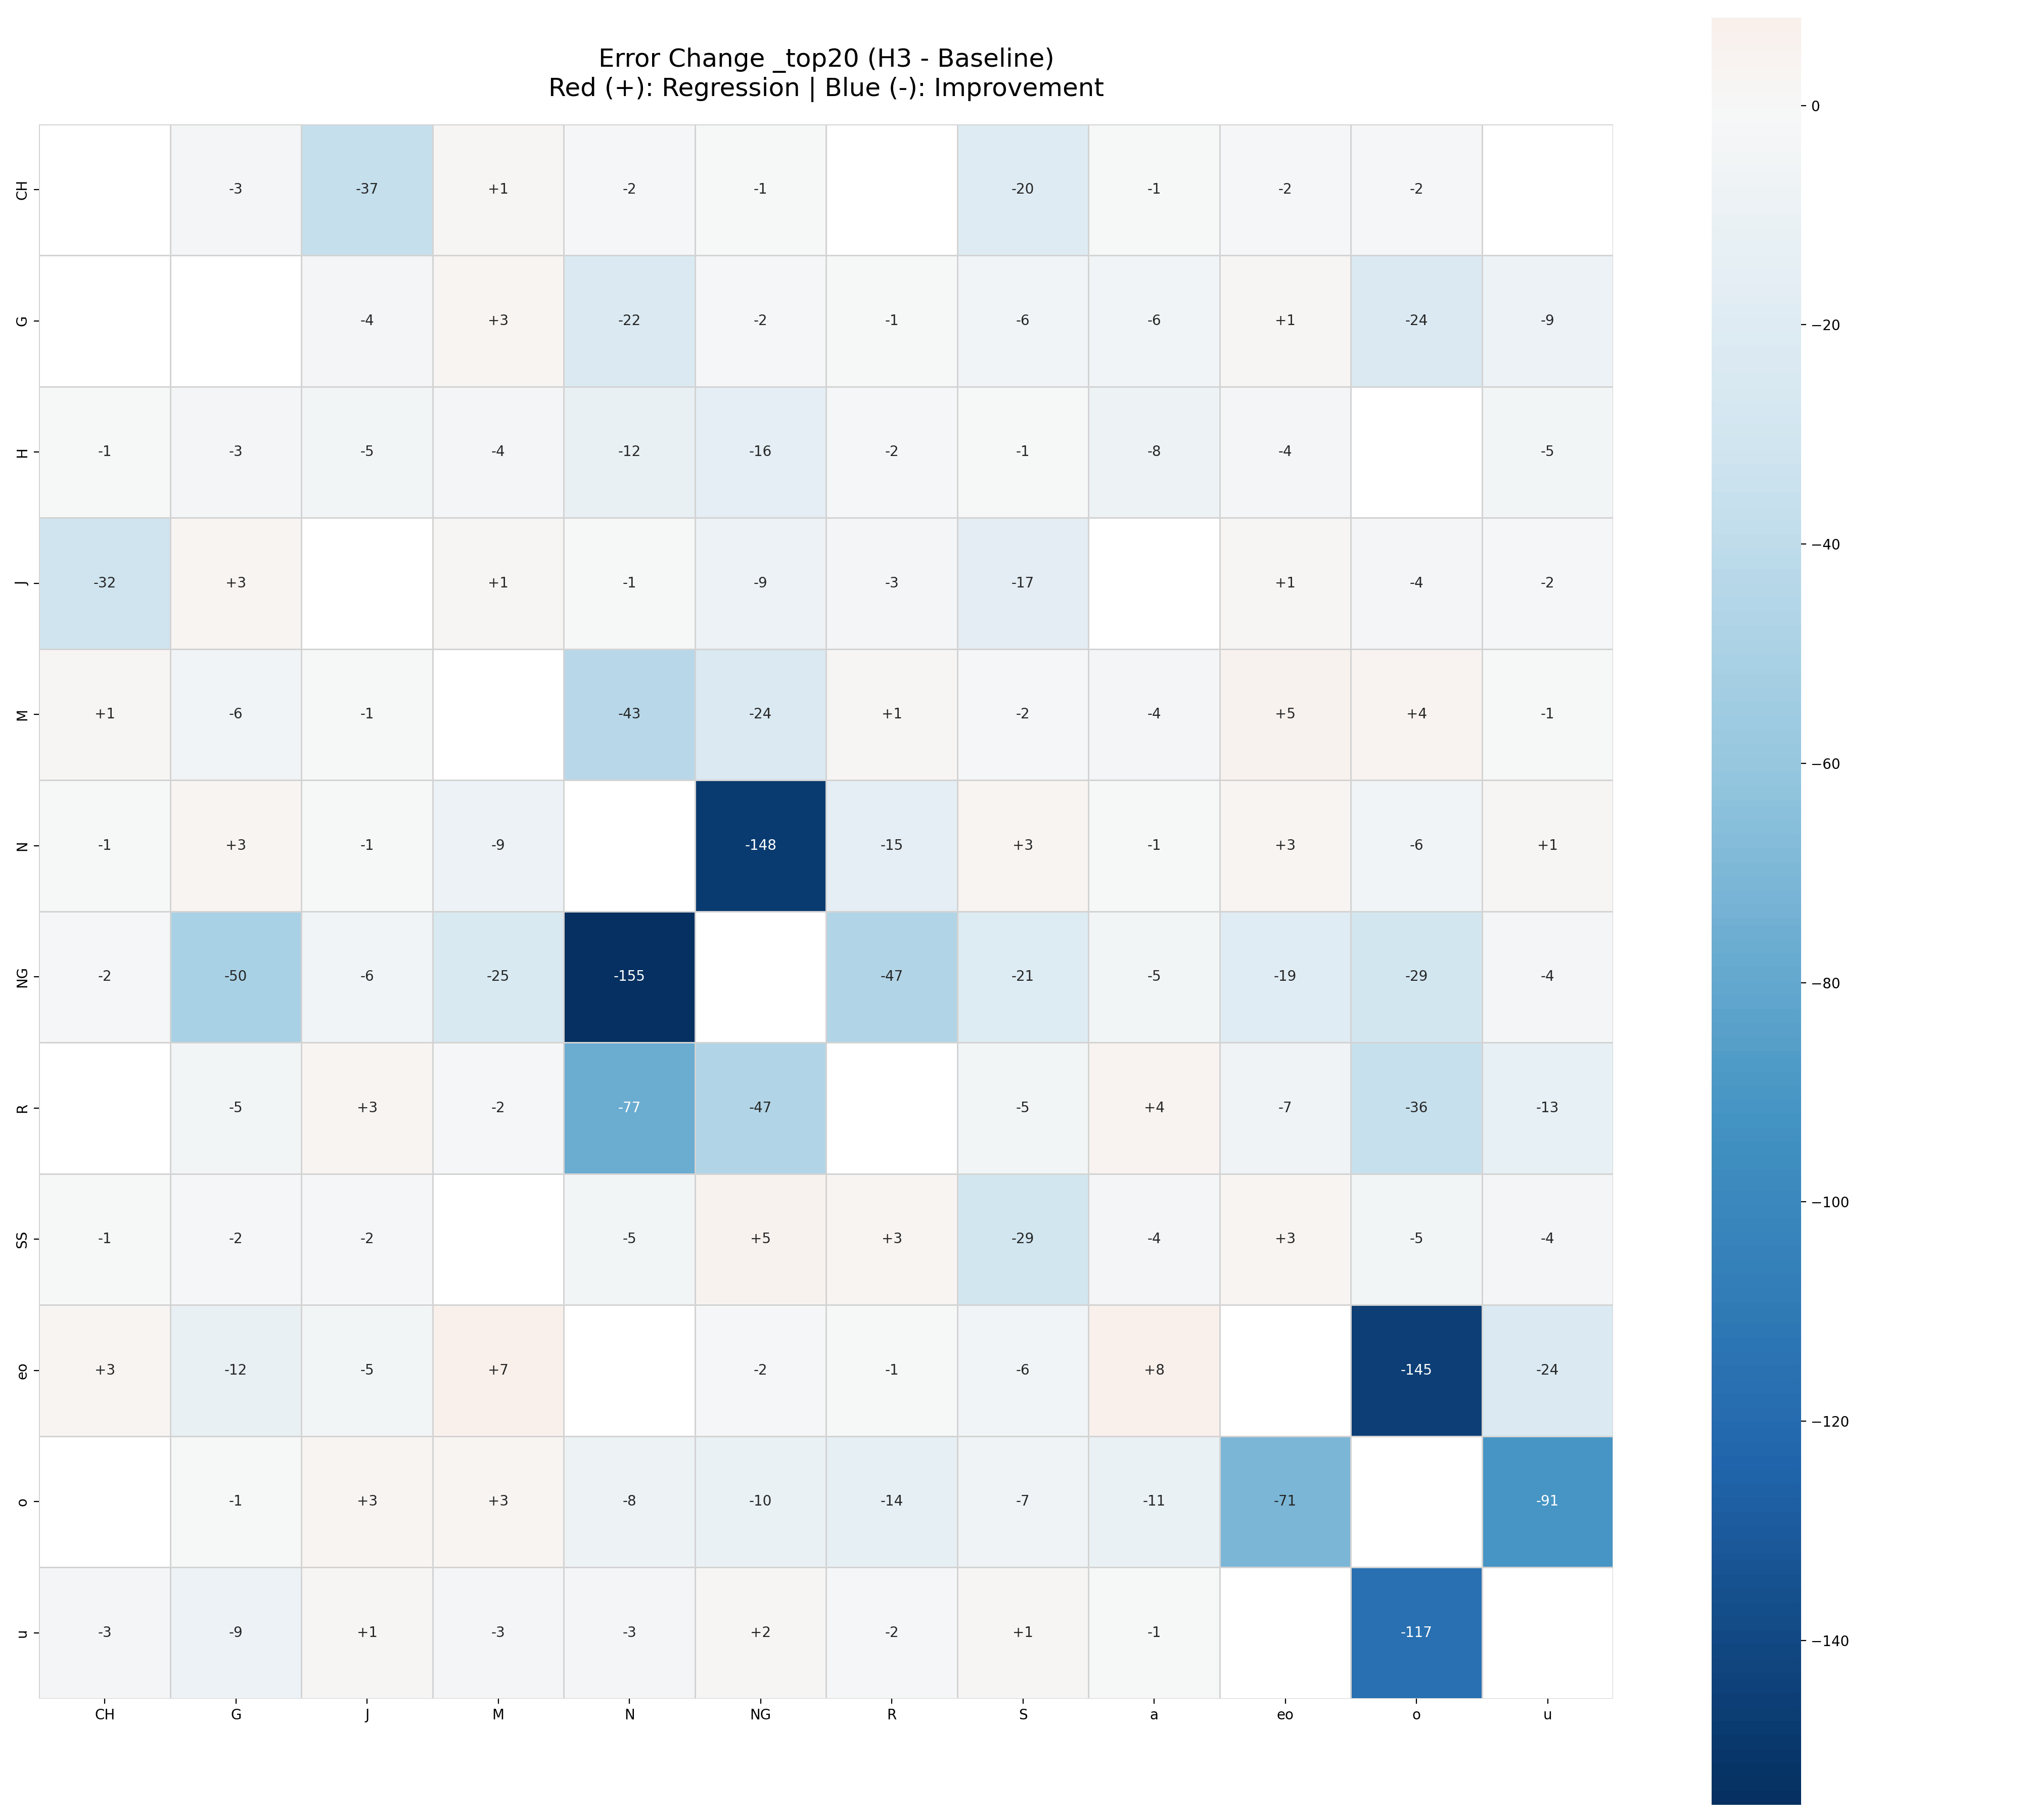 Error Change _top20 (H3 - Baseline)
Red (+): Regression | Blue (-): Improvement
CH -3 -37 +1 -2 -1 -20 -1 -2 -2
G -4 +3 -22 -2 -1 -6 -6 +1 -24 -9
H -1 -3 -5 -4 -12 -16 -2 -1 -8 -4 -5
J -32 +3 +1 -1 -9 -3 -17 +1 -4 -2
M +1 -6 -1 -43 -24 +1 -2 -4 +5 +4 -1
N -1 +3 -1 -9 -148 -15 +3 -1 +3 -6 +1
NG -2 -50 -6 -25 -155 -47 -21 -5 -19 -29 -4
R -5 +3 -2 -77 -47 -5 +4 -7 -36 -13
SS -1 -2 -2 -5 +5 +3 -29 -4 +3 -5 -4
eo +3 -12 -5 +7 -2 -1 -6 +8 -145 -24
o -1 +3 +3 -8 -10 -14 -7 -11 -71 -91
u -3 -9 +1 -3 -3 +2 -2 +1 -1 -117
CH G J M N NG R S a eo o u
0
−20
−40
−60
−80
−100
−120
−140